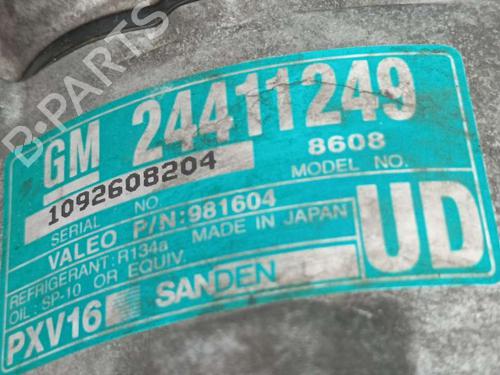 B-PARTS
GM 24411249
1092608204 8608
SERIAL NO. MODEL NO.
VALEO P/N:981604
REFRIGERANT:R134a MADE IN JAPAN
OIL:SP-10 OR EQUIV.
UD
PXV16 SANDEN